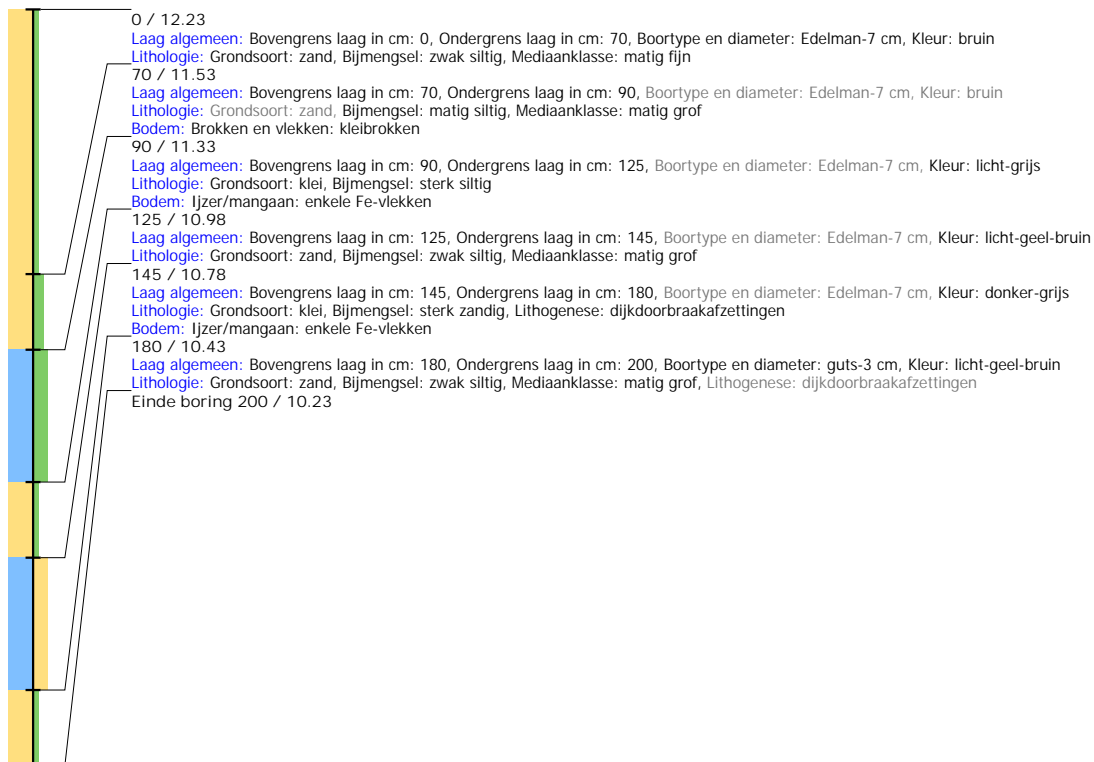 0 / 12.23
Laag algemeen: Bovengrens laag in cm: 0, Ondergrens laag in cm: 70, Boortype en diameter: Edelman-7 cm, Kleur: bruin
Lithologie: Grondsoort: zand, Bijmengsel: zwak siltig, Mediaanklasse: matig fijn
70 / 11.53
Laag algemeen: Bovengrens laag in cm: 70, Ondergrens laag in cm: 90, Boortype en diameter: Edelman-7 cm, Kleur: bruin
Lithologie: Grondsoort: zand, Bijmengsel: matig siltig, Mediaanklasse: matig grof
Bodem: Brokken en vlekken: kleibrokken
90 / 11.33
Laag algemeen: Bovengrens laag in cm: 90, Ondergrens laag in cm: 125, Boortype en diameter: Edelman-7 cm, Kleur: licht-grijs
Lithologie: Grondsoort: klei, Bijmengsel: sterk siltig
Bodem: Ijzer/mangaan: enkele Fe-vlekken
125 / 10.98
Laag algemeen: Bovengrens laag in cm: 125, Ondergrens laag in cm: 145, Boortype en diameter: Edelman-7 cm, Kleur: licht-geel-bruin
Lithologie: Grondsoort: zand, Bijmengsel: zwak siltig, Mediaanklasse: matig grof
145 / 10.78
Laag algemeen: Bovengrens laag in cm: 145, Ondergrens laag in cm: 180, Boortype en diameter: Edelman-7 cm, Kleur: donker-grijs
Lithologie: Grondsoort: klei, Bijmengsel: sterk zandig, Lithogenese: dijkdoorbraakafzettingen
Bodem: Ijzer/mangaan: enkele Fe-vlekken
180 / 10.43
Laag algemeen: Bovengrens laag in cm: 180, Ondergrens laag in cm: 200, Boortype en diameter: guts-3 cm, Kleur: licht-geel-bruin
Lithologie: Grondsoort: zand, Bijmengsel: zwak siltig, Mediaanklasse: matig grof, Lithogenese: dijkdoorbraakafzettingen
Einde boring 200 / 10.23